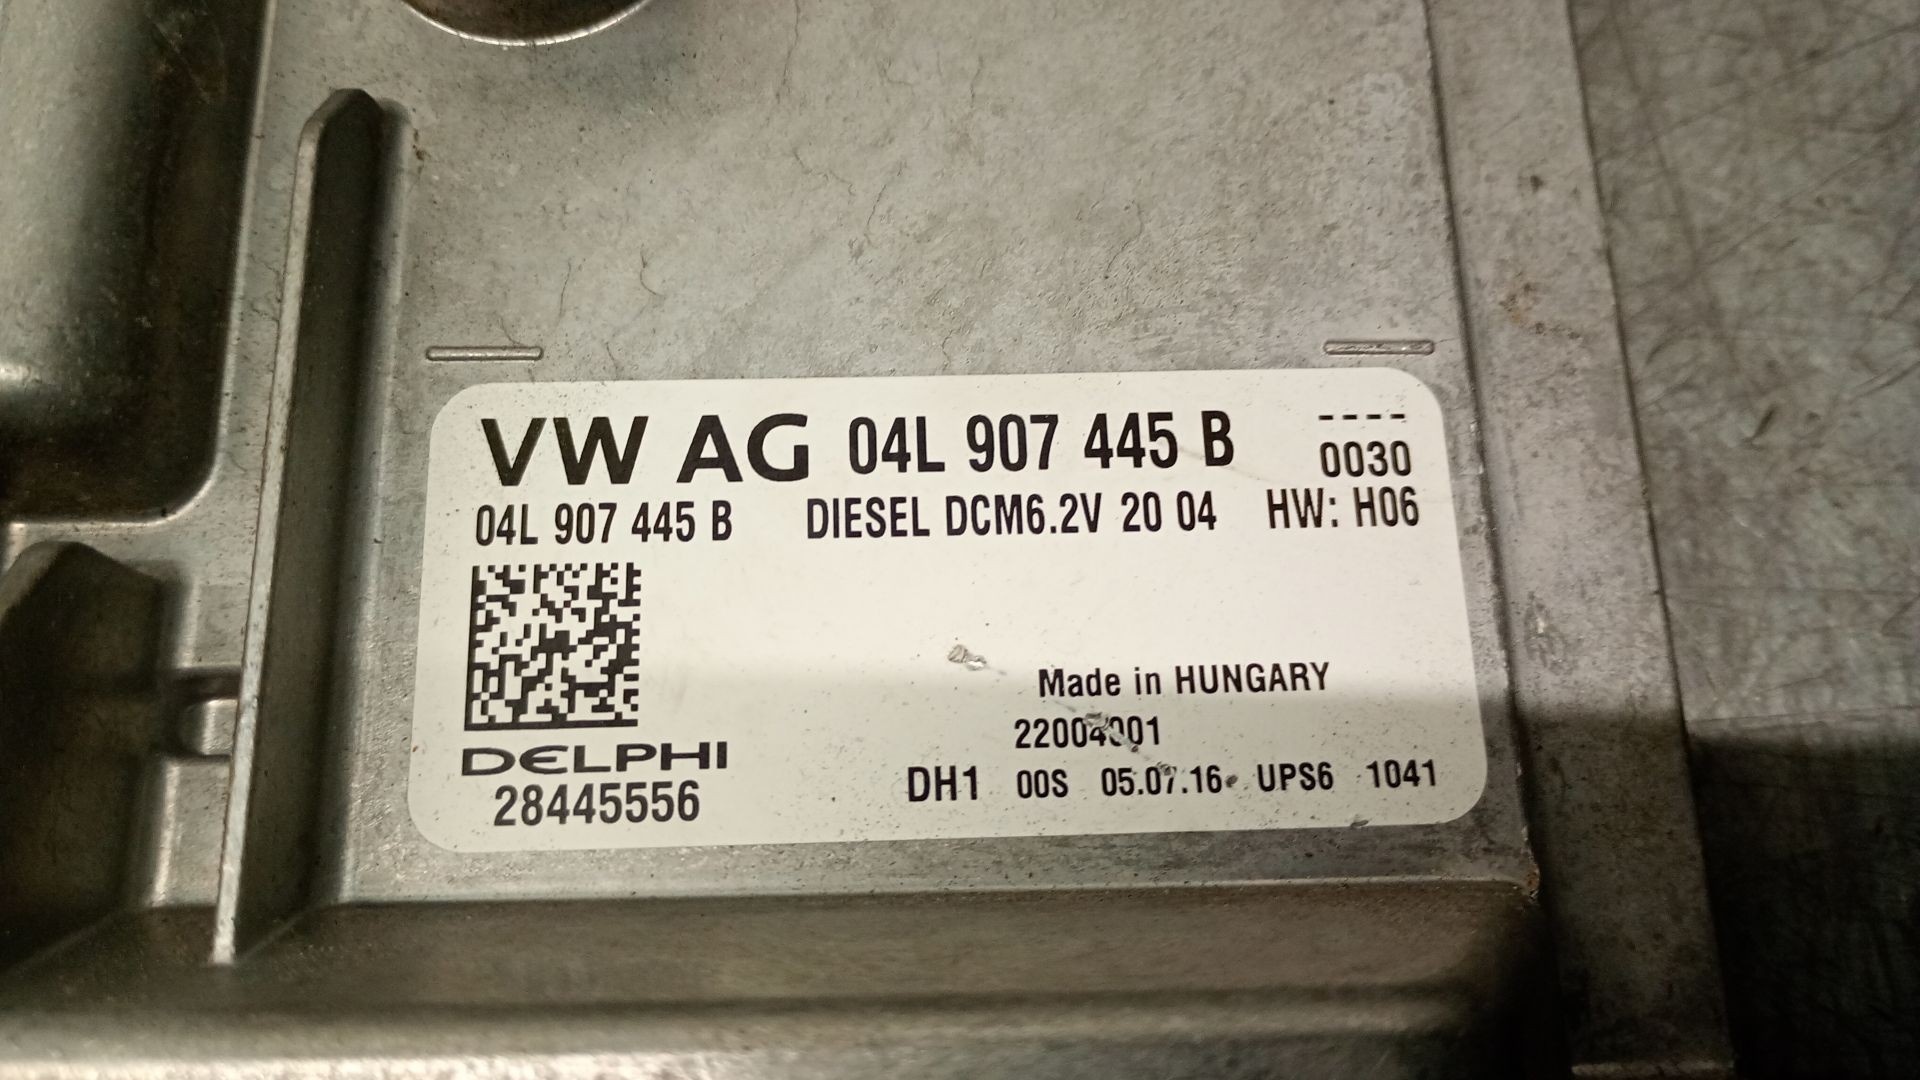 VW AG 04L 907 445 B ----
0030
04L 907 445 B DIESEL DCM6.2V 20 04 HW: H06
Made in HUNGARY
DELPHI
28445556
DH1 00S 05.07.16 UPS6 1041